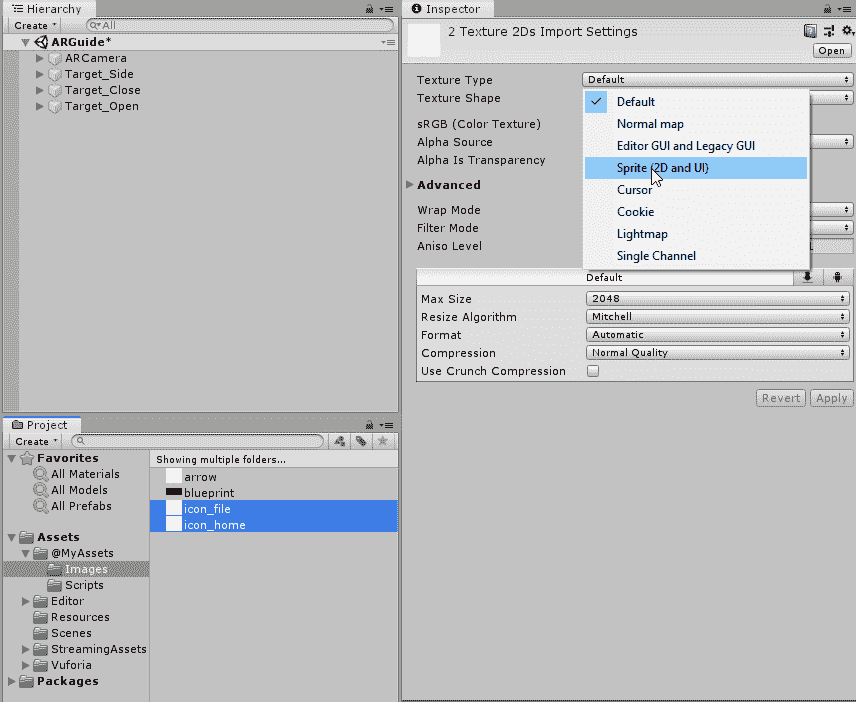 Hierarchy
Create
All
ARGuide*
ARCamera
Target_Side
Target_Close
Target_Open
Project
Create
Favorites
All Materials
All Models
All Prefabs
Assets
@MyAssets
Images
Scripts
Editor
Resources
Scenes
StreamingAssets
Vuforia
Packages
Showing multiple folders...
arrow
blueprint
icon_file
icon_home
Inspector
2 Texture 2Ds Import Settings
Open
Texture Type Default
Texture Shape
sRGB (Color Texture)
Alpha Source
Alpha Is Transparency
Advanced
Wrap Mode
Filter Mode
Aniso Level
Default
Normal map
Editor GUI and Legacy GUI
Sprite (2D and UI)
Cursor
Cookie
Lightmap
Single Channel
Default
Max Size 2048
Resize Algorithm Mitchell
Format Automatic
Compression Normal Quality
Use Crunch Compression
Revert Apply